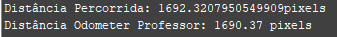 Distância Percorrida: 1692.3207950549909pixels
Distância Odometer Professor: 1690.37 pixels